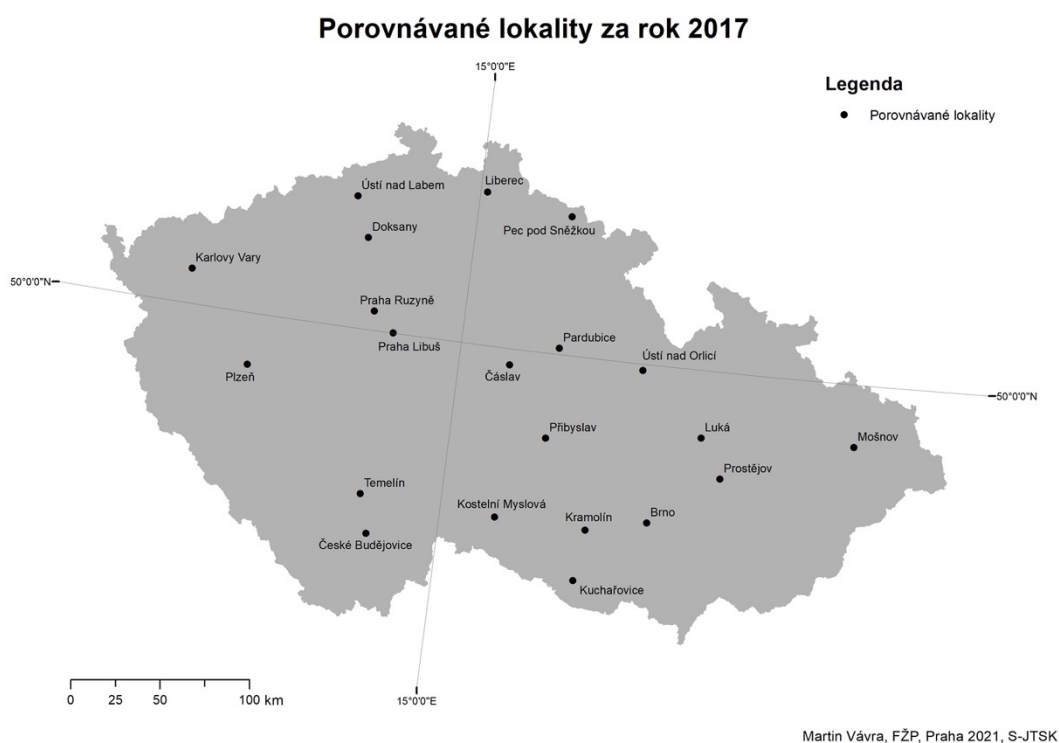 Porovnávané lokality za rok 2017
15°0'0"E
Legenda
Porovnávané lokality
Ústí nad Labem
Liberec
Doksany
Pec pod Sněžkou
Karlovy Vary
50°0'0"N
Praha Ruzyně
Praha Libuš
Pardubice
Ústí nad Orlicí
Plzeň
Čáslav
50°0'0"N
Přibyslav
Luká
Mošnov
Prostějov
Temelín
Kostelní Myslová
Kramolín
Brno
České Budějovice
Kuchařovice
0 25 50 100 km
15°0'0"E
Martin Vávra, FŽP, Praha 2021, S-JTSK